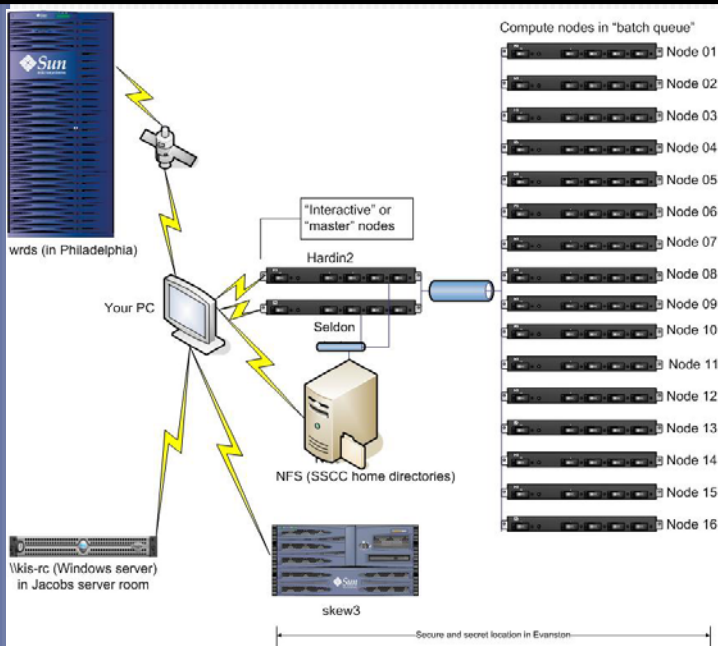 Compute nodes in "batch queue"
Sun
wrds (in Philadelphia)
"Interactive" or
"master" nodes
Hardin2
Your PC
Seldon
NFS (SSCC home directories)
\\kis-rc (Windows server)
in Jacobs server room
Sun
skew3
Node 01
Node 02
Node 03
Node 04
Node 05
Node 06
Node 07
Node 08
Node 09
Node 10
Node 11
Node 12
Node 13
Node 14
Node 15
Node 16
Secure and secret location in Evanston